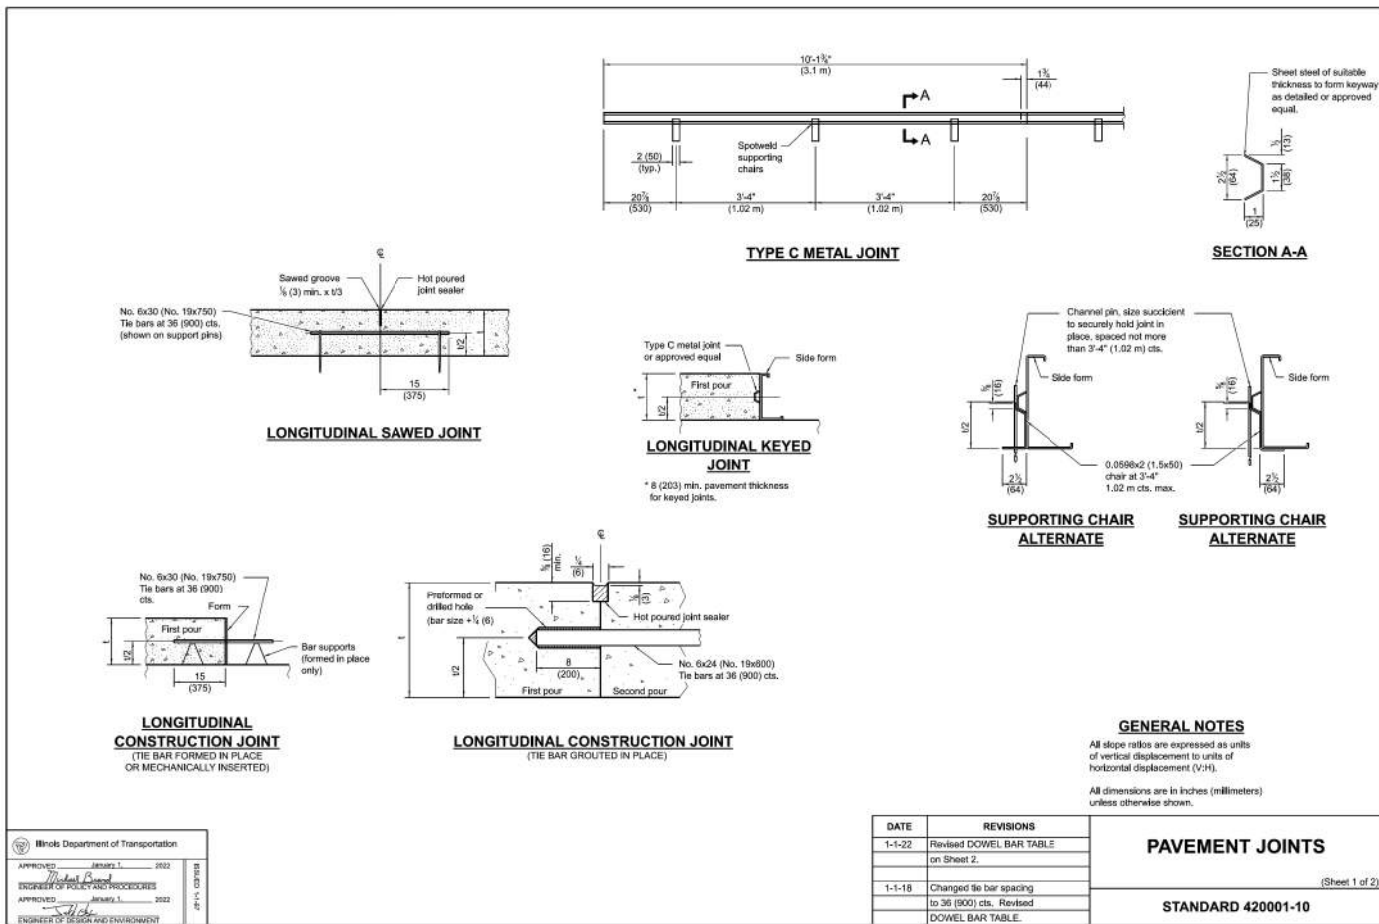 10'-1¾"
(3.1 m)
1¾
(44)
A
A
2 (50)
(typ.)
Spotweld
supporting
chairs
20⅞
(530)
3'-4"
(1.02 m)
3'-4"
(1.02 m)
20⅞
(530)
TYPE C METAL JOINT
Sheet steel of suitable
thickness to form keyway
as detailed or approved
equal.
½
(13)
2½
(64)
1½
(38)
1
(25)
SECTION A-A
℄
Sawed groove
⅛ (3) min. x t/3
Hot poured
joint sealer
No. 6x30 (No. 19x750)
Tie bars at 36 (900) cts.
(shown on support pins)
t
t/2
15
(375)
LONGITUDINAL SAWED JOINT
Type C metal joint
or approved equal
Side form
First pour
t*
t/2
LONGITUDINAL KEYED
JOINT
* 8 (203) min. pavement thickness
for keyed joints.
Channel pin, size succicient
to securely hold joint in
place, spaced not more
than 3'-4" (1.02 m) cts.
Side form
Side form
⅝
(16)
⅝
(16)
t/2
t/2
2½
(64)
0.0598x2 (1.5x50)
chair at 3'-4"
1.02 m cts. max.
2½
(64)
SUPPORTING CHAIR
ALTERNATE
SUPPORTING CHAIR
ALTERNATE
No. 6x30 (No. 19x750)
Tie bars at 36 (900)
cts.
Form
First pour
t
t/2
Bar supports
(formed in place
only)
15
(375)
LONGITUDINAL
CONSTRUCTION JOINT
(TIE BAR FORMED IN PLACE
OR MECHANICALLY INSERTED)
℄
⅝ (16)
min.
¼
(6)
⅛
(3)
Preformed or
drilled hole
(bar size +¼ (6)
Hot poured joint sealer
t
t/2
8
(200)
No. 6x24 (No. 19x600)
Tie bars at 36 (900) cts.
First pour
Second pour
LONGITUDINAL CONSTRUCTION JOINT
(TIE BAR GROUTED IN PLACE)
GENERAL NOTES
All slope ratios are expressed as units
of vertical displacement to units of
horizontal displacement (V:H).
All dimensions are in inches (millimeters)
unless otherwise shown.
Illinois Department of Transportation
APPROVED January 1, 2022
ENGINEER OF POLICY AND PROCEDURES
APPROVED January 1, 2022
ENGINEER OF DESIGN AND ENVIRONMENT
ISSUED 1-1-97
DATE REVISIONS
1-1-22 Revised DOWEL BAR TABLE
on Sheet 2.
1-1-18 Changed tie bar spacing
to 36 (900) cts. Revised
DOWEL BAR TABLE.
PAVEMENT JOINTS
(Sheet 1 of 2)
STANDARD 420001-10